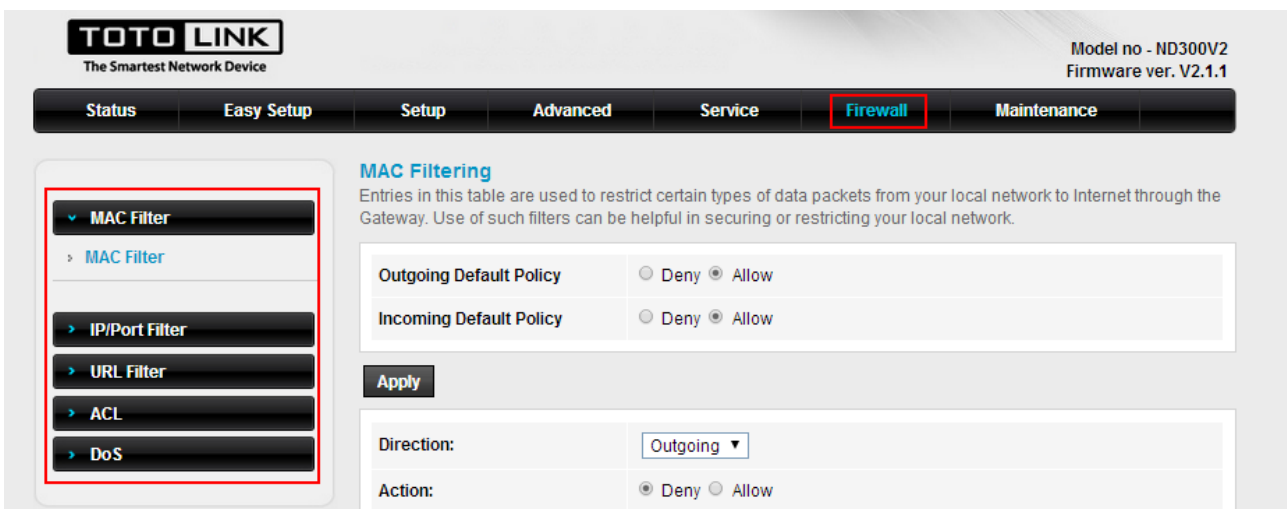 TOTO LINK
The Smartest Network Device
Model no - ND300V2
Firmware ver. V2.1.1
Status Easy Setup Setup Advanced Service Firewall Maintenance
MAC Filter
MAC Filter
IP/Port Filter
URL Filter
ACL
DoS
MAC Filtering
Entries in this table are used to restrict certain types of data packets from your local network to Internet through the
Gateway. Use of such filters can be helpful in securing or restricting your local network.
Outgoing Default Policy Deny Allow
Incoming Default Policy Deny Allow
Apply
Direction: Outgoing
Action: Deny Allow